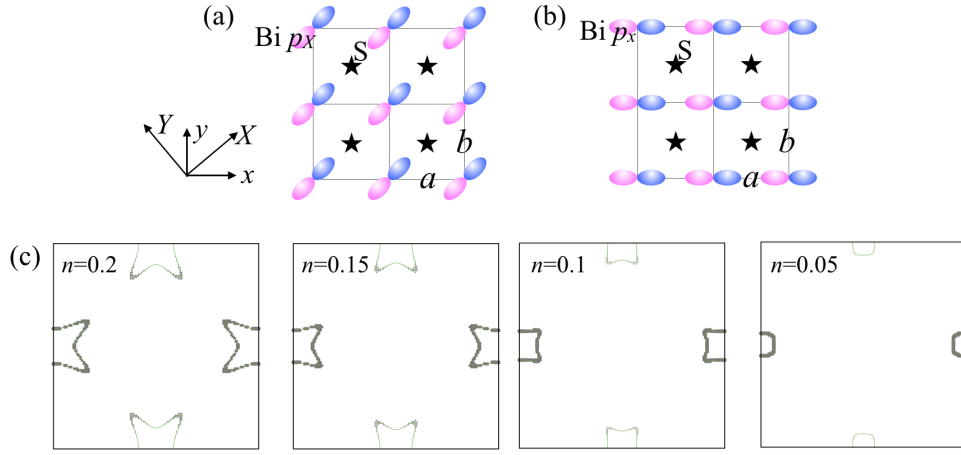 (a)
Bi pX
S
b
a
(b)
Bi px
S
b
a
Y
y
X
x
(c)
n=0.2
n=0.15
n=0.1
n=0.05